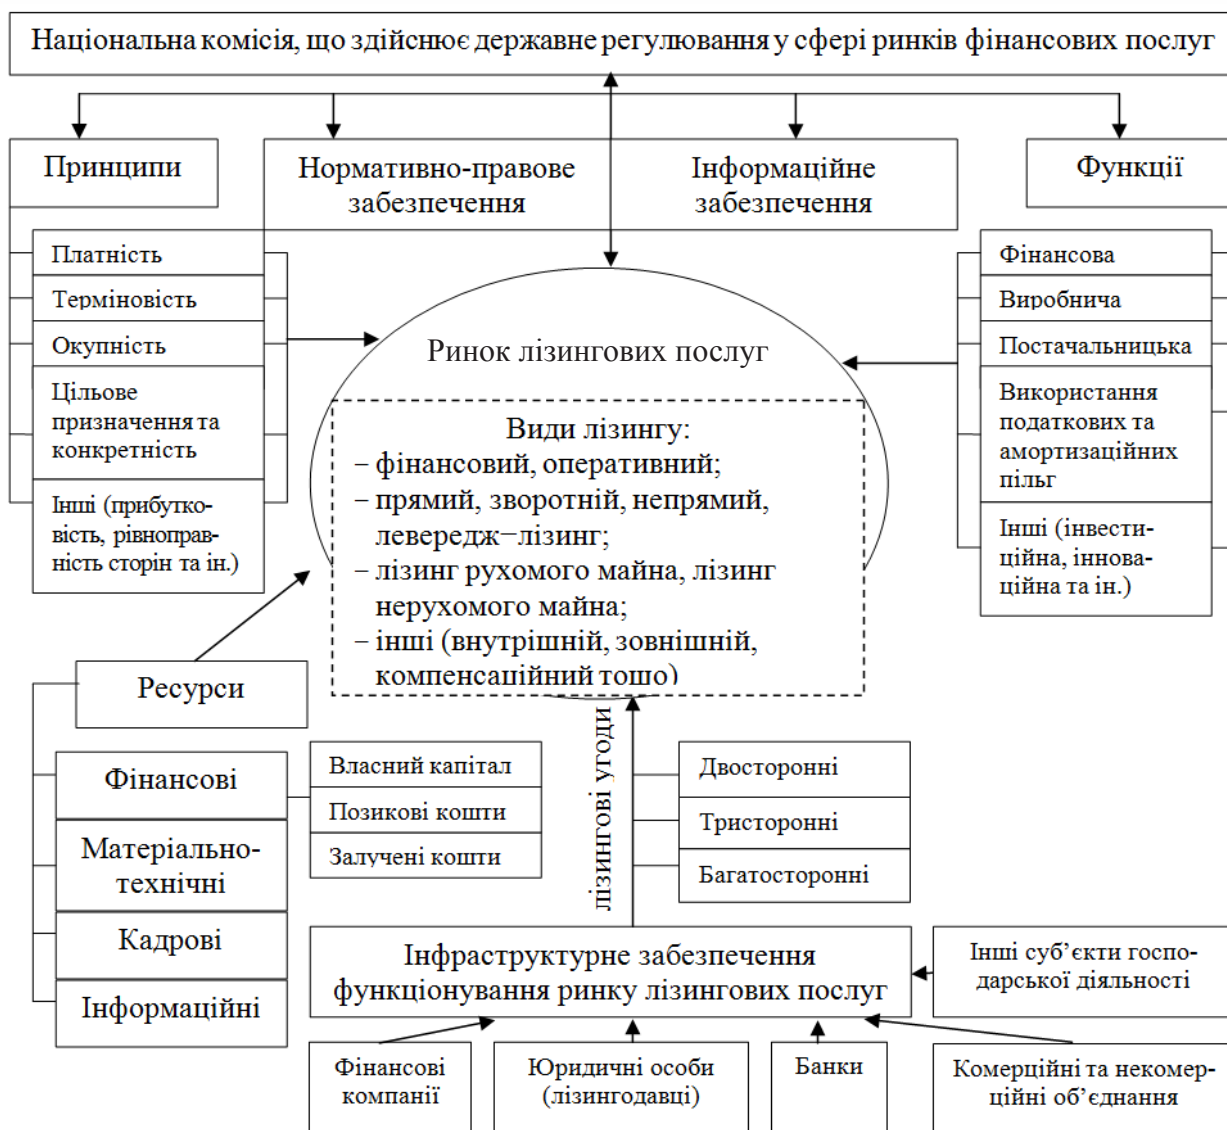 Національна комісія, що здійснює державне регулювання у сфері ринків фінансових послуг
Принципи
Нормативно-правове
забезпечення
Інформаційне
забезпечення
Функції
Платність
Терміновість
Окупність
Цільове
призначення та
конкретність
Інші (прибутко-
вість, рівноправ-
ність сторін та ін.)
Ринок лізингових послуг
Види лізингу:
– фінансовий, оперативний;
– прямий, зворотній, непрямий,
левередж–лізинг;
– лізинг рухомого майна, лізинг
нерухомого майна;
– інші (внутрішній, зовнішній,
компенсаційний тощо)
Фінансова
Виробнича
Постачальницька
Використання
податкових та
амортизаційних
пільг
Інші (інвести-
ційна, іннова-
ційна та ін.)
Ресурси
Фінансові
Матеріально-
технічні
Кадрові
Інформаційні
Власний капітал
Позикові кошти
Залучені кошти
лізингові угоди
Двосторонні
Тристоронні
Багатосторонні
Інфраструктурне забезпечення
функціонування ринку лізингових послуг
Інші суб’єкти госпо-
дарської діяльності
Фінансові
компанії
Юридичні особи
(лізингодавці)
Банки
Комерційні та некомер-
ційні об’єднання